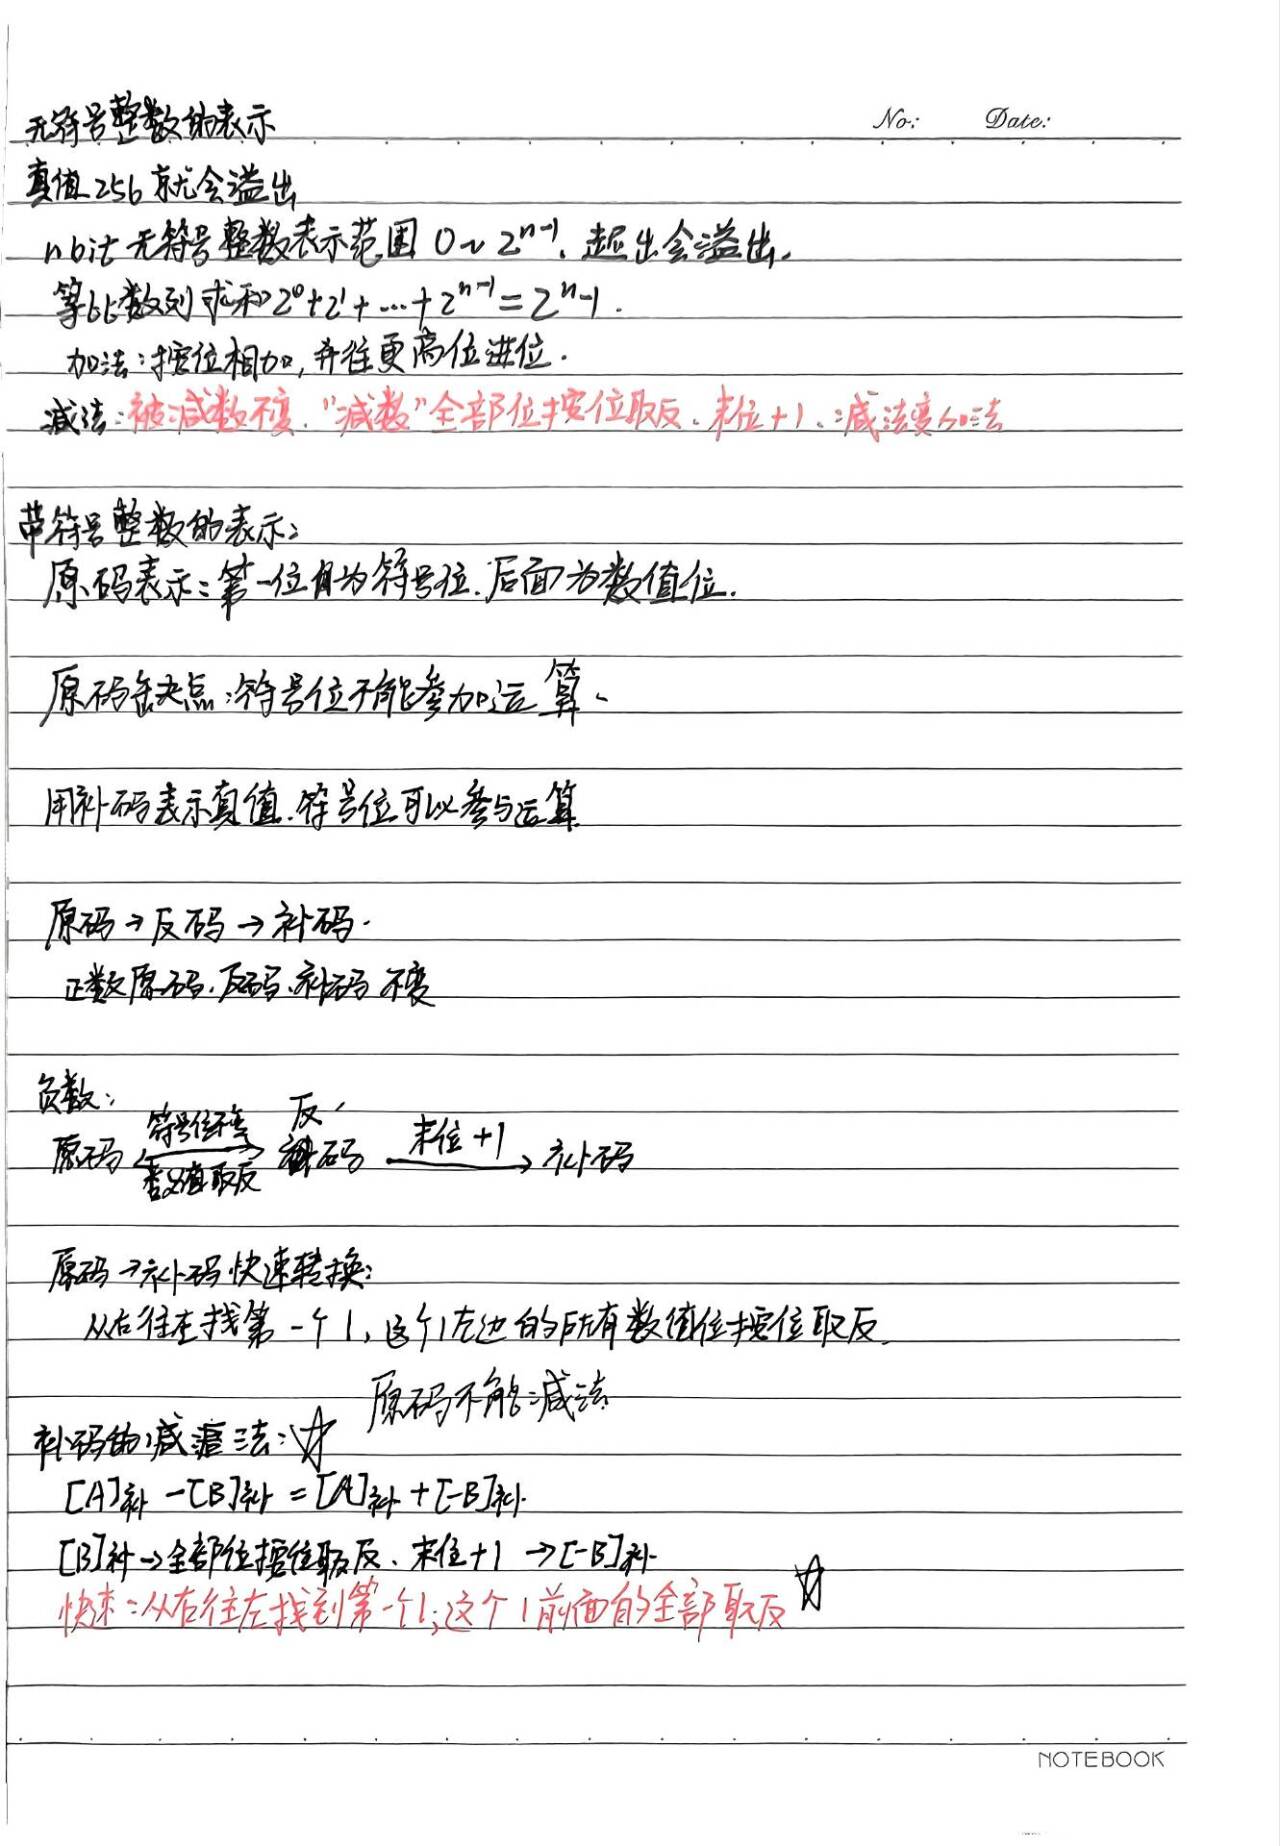 No: Date:
无符号整数的表示
真值256就会溢出
nbit 无符号整数表示范围 0~2ⁿ⁻¹. 超出会溢出.
等比数列求和 2⁰+2¹+...+2ⁿ⁻¹=2ⁿ-1.
加法:按位相加,并往更高位进位.
减法:被减数不变."减数"全部位按位取反、末位+1、减法变加法
带符号整数的表示:
原码表示:第一位为符号位.后面为数值位.
原码缺点:符号位不能参加运算、
用补码表示真值.符号位可以参与运算
原码→反码→补码.
正数原码.反码.补码 不变
负数:
符号位不变 反 末位+1
原码 码 → 补码
数值取反
原码→补码快速转换:
从右往左找第一个1,这个1左边的所有数值位按位取反.
原码不能减法
补码的减法:☆
[A]补-[B]补=[A]补+[-B]补.
[B]补→全部位按位取反、末位+1→[-B]补
快速:从右往左找到第一个1;这个1前面的全部取反 ☆
NOTEBOOK